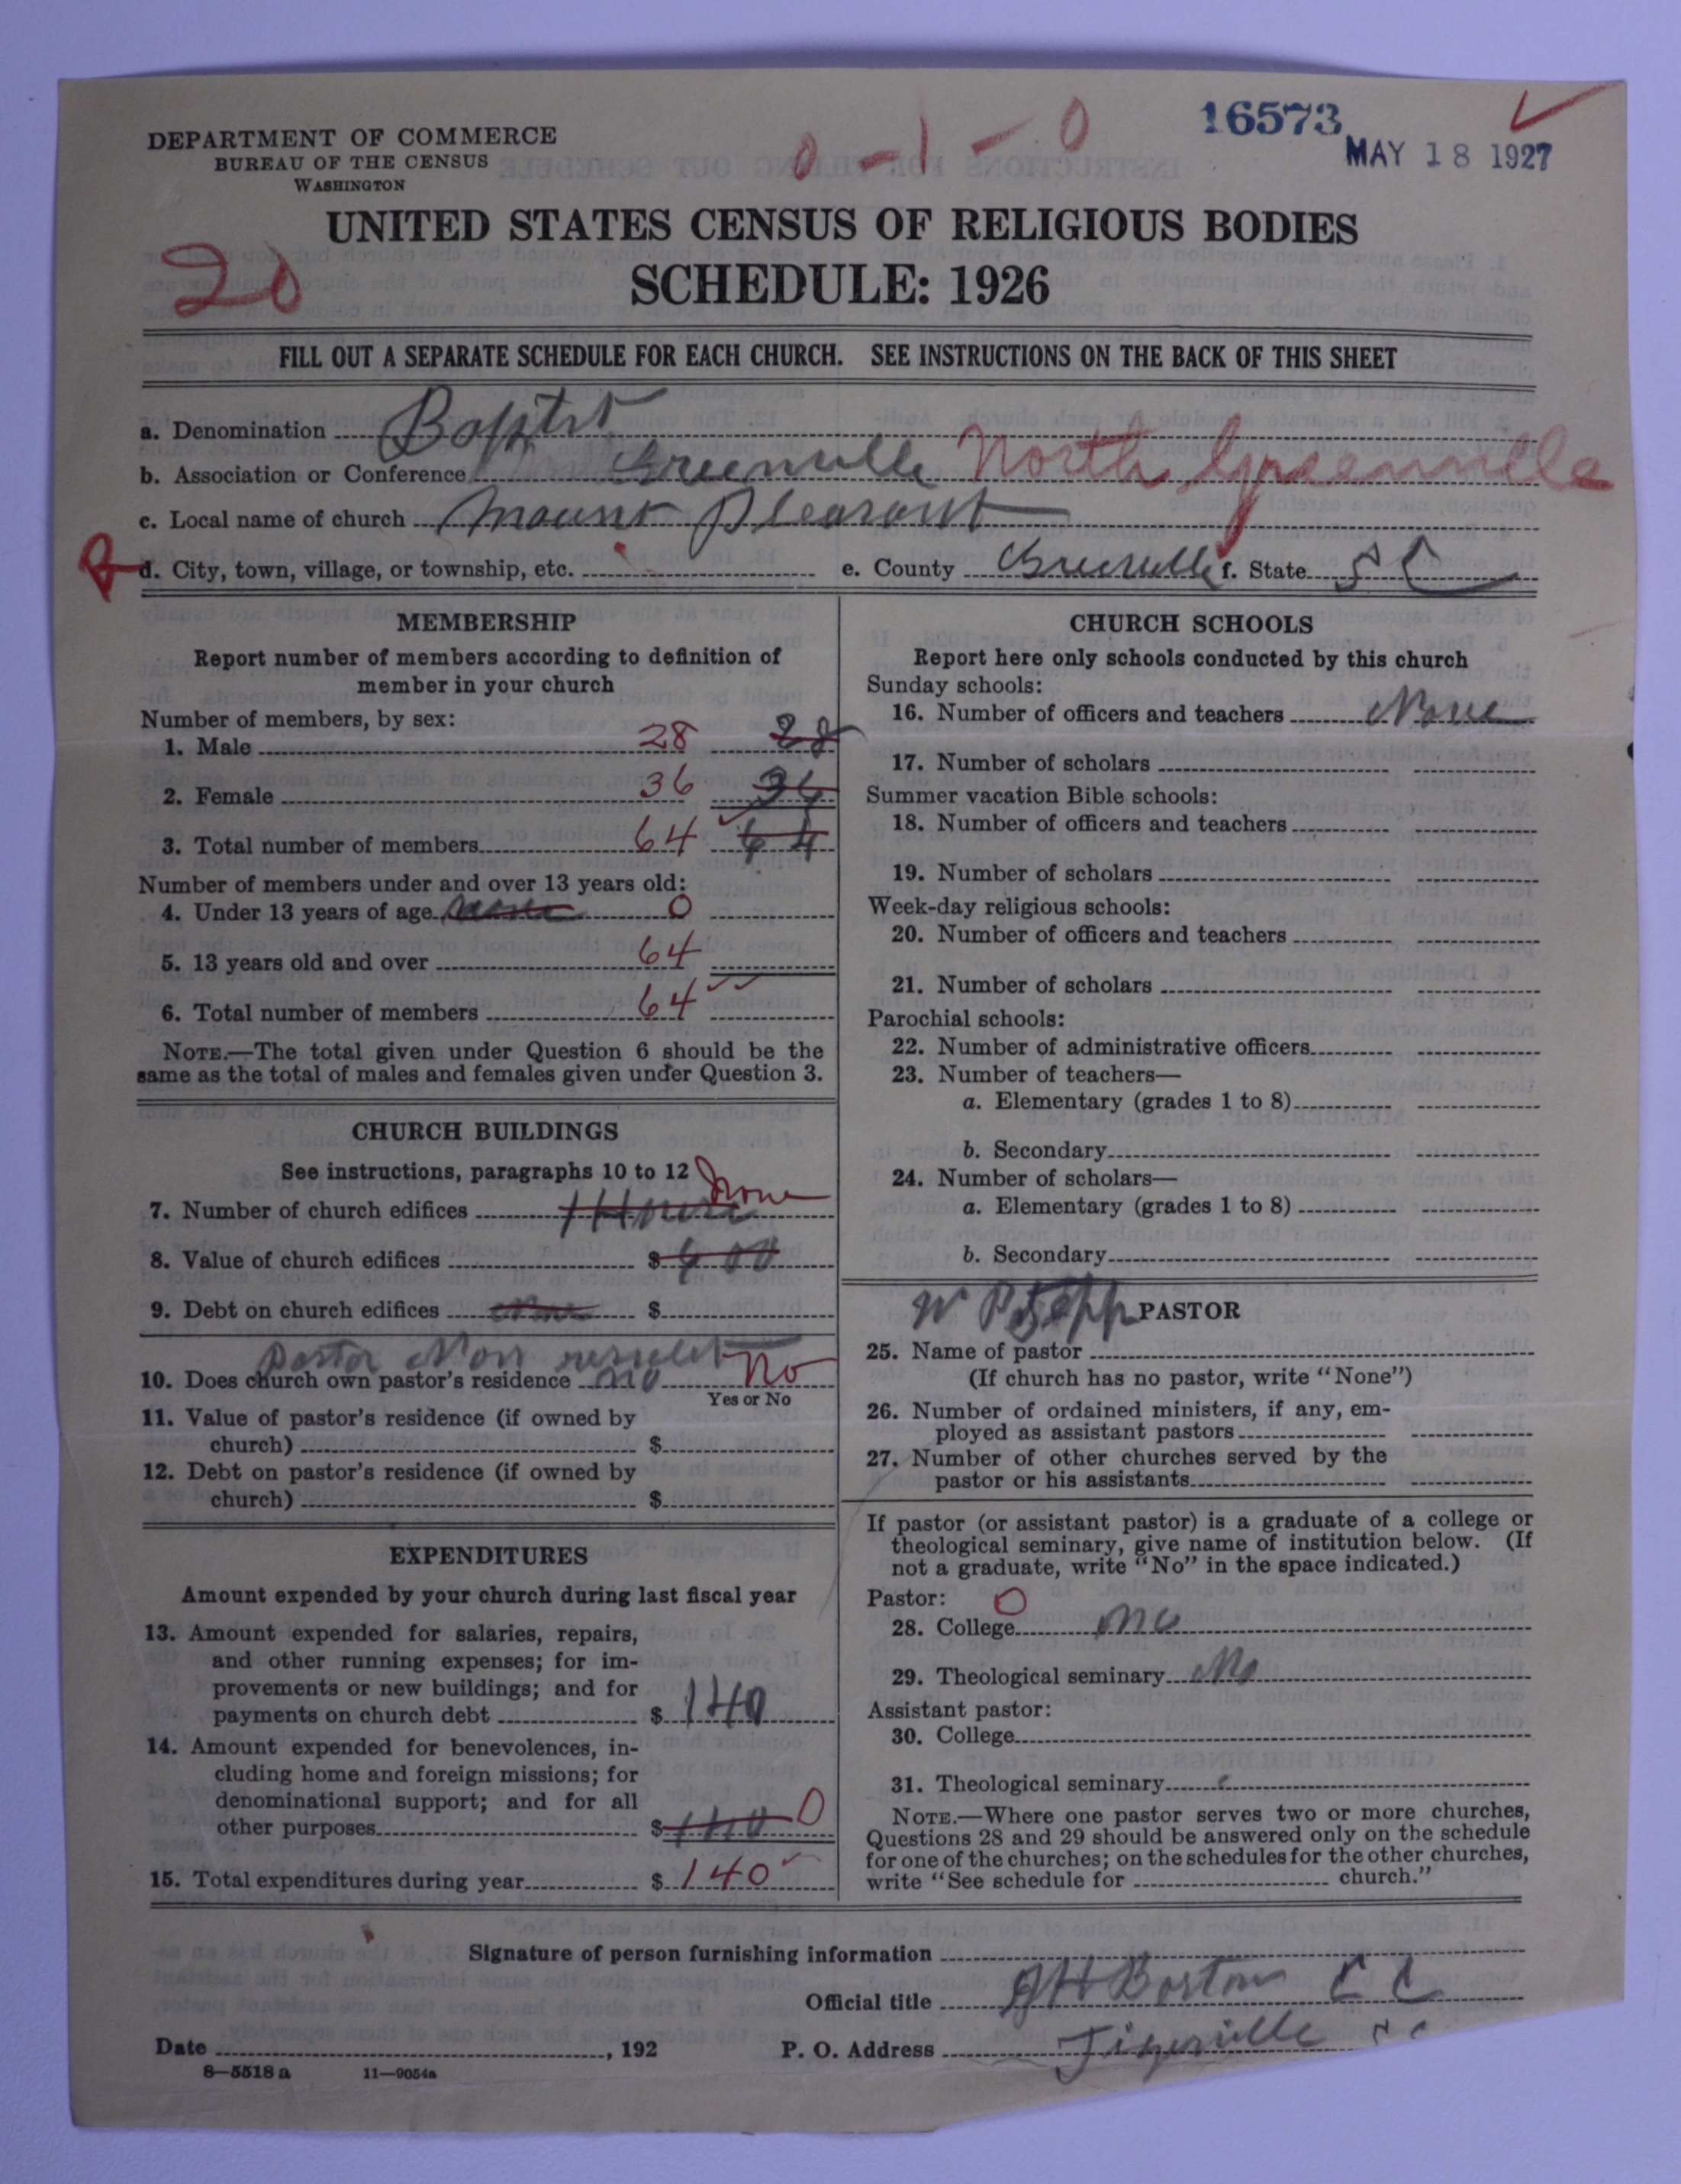 16573
MAY 18 1927
0 - 1 - 0
DEPARTMENT OF COMMERCE
BUREAU OF THE CENSUS
WASHINGTON
UNITED STATES CENSUS OF RELIGIOUS BODIES
20
SCHEDULE: 1926
FILL OUT A SEPARATE SCHEDULE FOR EACH CHURCH. SEE INSTRUCTIONS ON THE BACK OF THIS SHEET
a. Denomination Baptist
b. Association or Conference Greenville North Greenville
c. Local name of church Mount Pleasant
R d. City, town, village, or township, etc. e. County Greenville f. State S C
MEMBERSHIP
Report number of members according to definition of
member in your church
Number of members, by sex:
1. Male 28 28
2. Female 36 36
3. Total number of members 64 64
Number of members under and over 13 years old:
4. Under 13 years of age none 0
5. 13 years old and over 64
6. Total number of members 64
NOTE.—The total given under Question 6 should be the
same as the total of males and females given under Question 3.
CHURCH BUILDINGS
See instructions, paragraphs 10 to 12
7. Number of church edifices None
8. Value of church edifices $ 600
9. Debt on church edifices None $
Pastor Non resident
10. Does church own pastor's residence no No
Yes or No
11. Value of pastor's residence (if owned by
church) $
12. Debt on pastor's residence (if owned by
church) $
EXPENDITURES
Amount expended by your church during last fiscal year
13. Amount expended for salaries, repairs,
and other running expenses; for im-
provements or new buildings; and for
payments on church debt $ 140
14. Amount expended for benevolences, in-
cluding home and foreign missions; for
denominational support; and for all
other purposes $ 0
15. Total expenditures during year $ 140
CHURCH SCHOOLS
Report here only schools conducted by this church
Sunday schools:
16. Number of officers and teachers None
17. Number of scholars
Summer vacation Bible schools:
18. Number of officers and teachers
19. Number of scholars
Week-day religious schools:
20. Number of officers and teachers
21. Number of scholars
Parochial schools:
22. Number of administrative officers
23. Number of teachers—
a. Elementary (grades 1 to 8)
b. Secondary
24. Number of scholars—
a. Elementary (grades 1 to 8)
b. Secondary
W P PASTOR
25. Name of pastor
(If church has no pastor, write "None")
26. Number of ordained ministers, if any, em-
ployed as assistant pastors
27. Number of other churches served by the
pastor or his assistants
If pastor (or assistant pastor) is a graduate of a college or
theological seminary, give name of institution below. (If
not a graduate, write "No" in the space indicated.)
Pastor: 0
28. College no
29. Theological seminary No
Assistant pastor:
30. College
31. Theological seminary
NOTE.—Where one pastor serves two or more churches,
Questions 28 and 29 should be answered only on the schedule
for one of the churches; on the schedules for the other churches,
write "See schedule for church."
Signature of person furnishing information
Official title J H Barton C C
Date , 192 P. O. Address Tigerville S C
8—5518 a 11—9054a